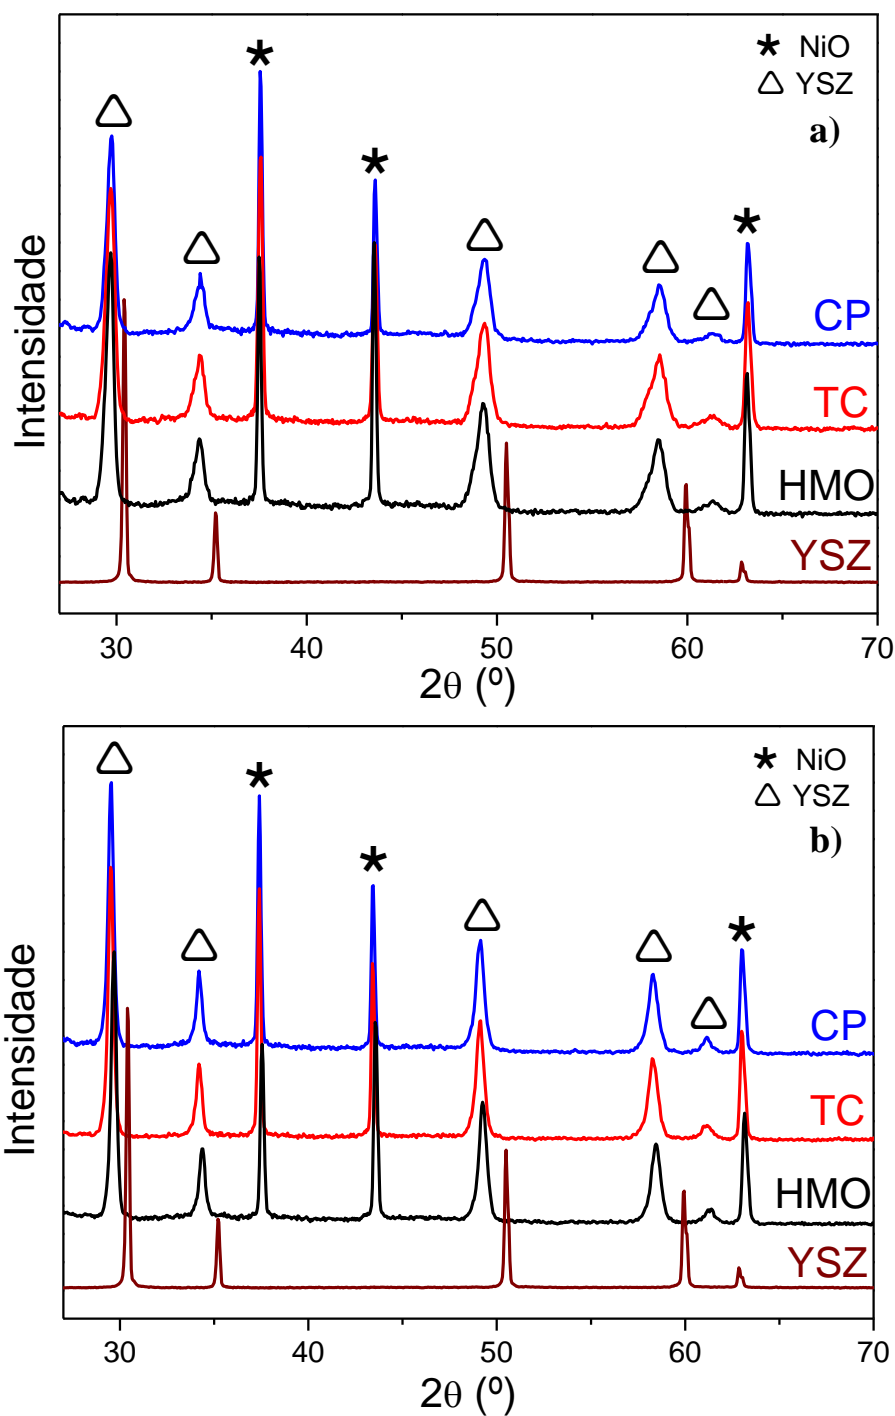 NiO
YSZ
a)
Intensidade
CP
TC
HMO
YSZ
30 40 50 60 70
2θ (º)
NiO
YSZ
b)
Intensidade
CP
TC
HMO
YSZ
30 40 50 60 70
2θ (º)